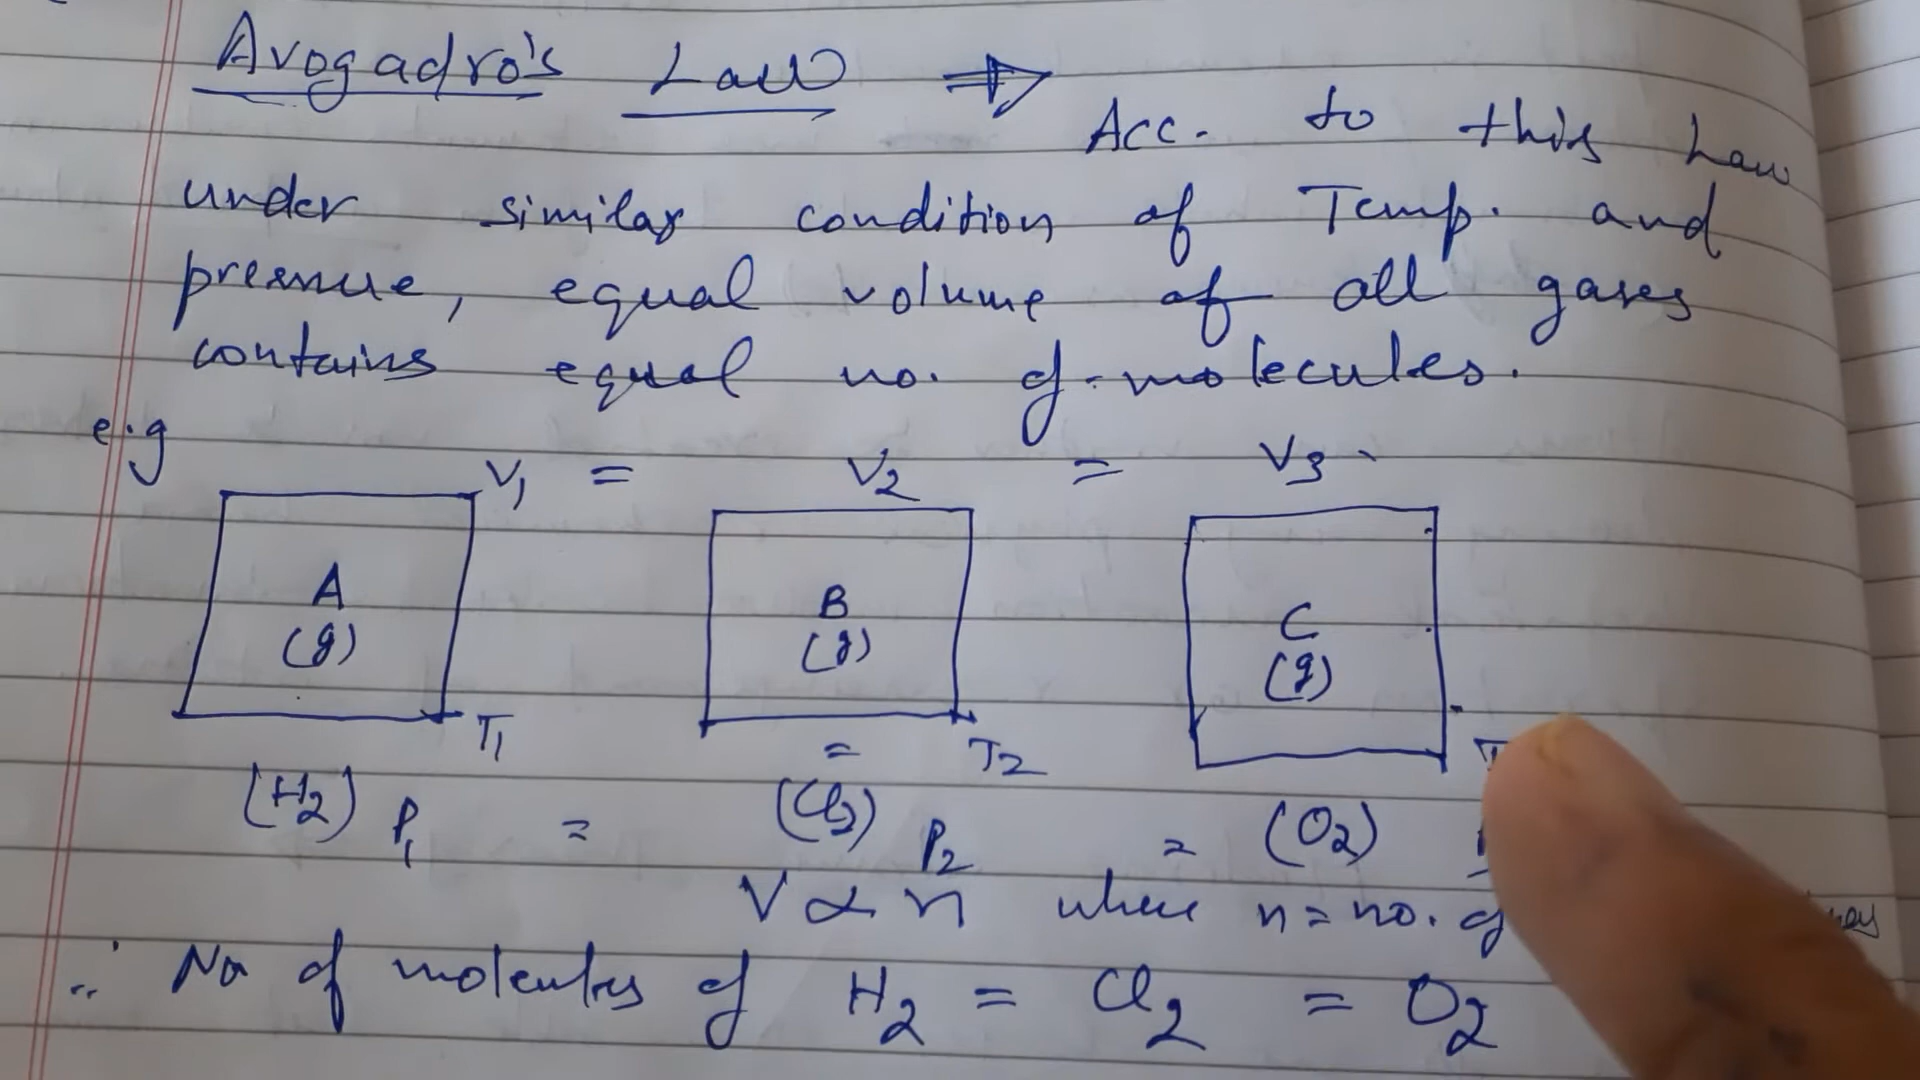 Avogadro's Law ⇒
Acc. to this Law
under similar condition of Temp. and
pressure, equal volume of all gases
contains equal no. of molecules.
e.g
V₁ = V₂ = V₃
A B C
(g) (g) (g)
T₁ = T₂ T
(H₂) P₁ = (Cl₂) P₂ = (O₂)
V ∝ n where n = no. of
∴ No of molecules of H₂ = Cl₂ = O₂